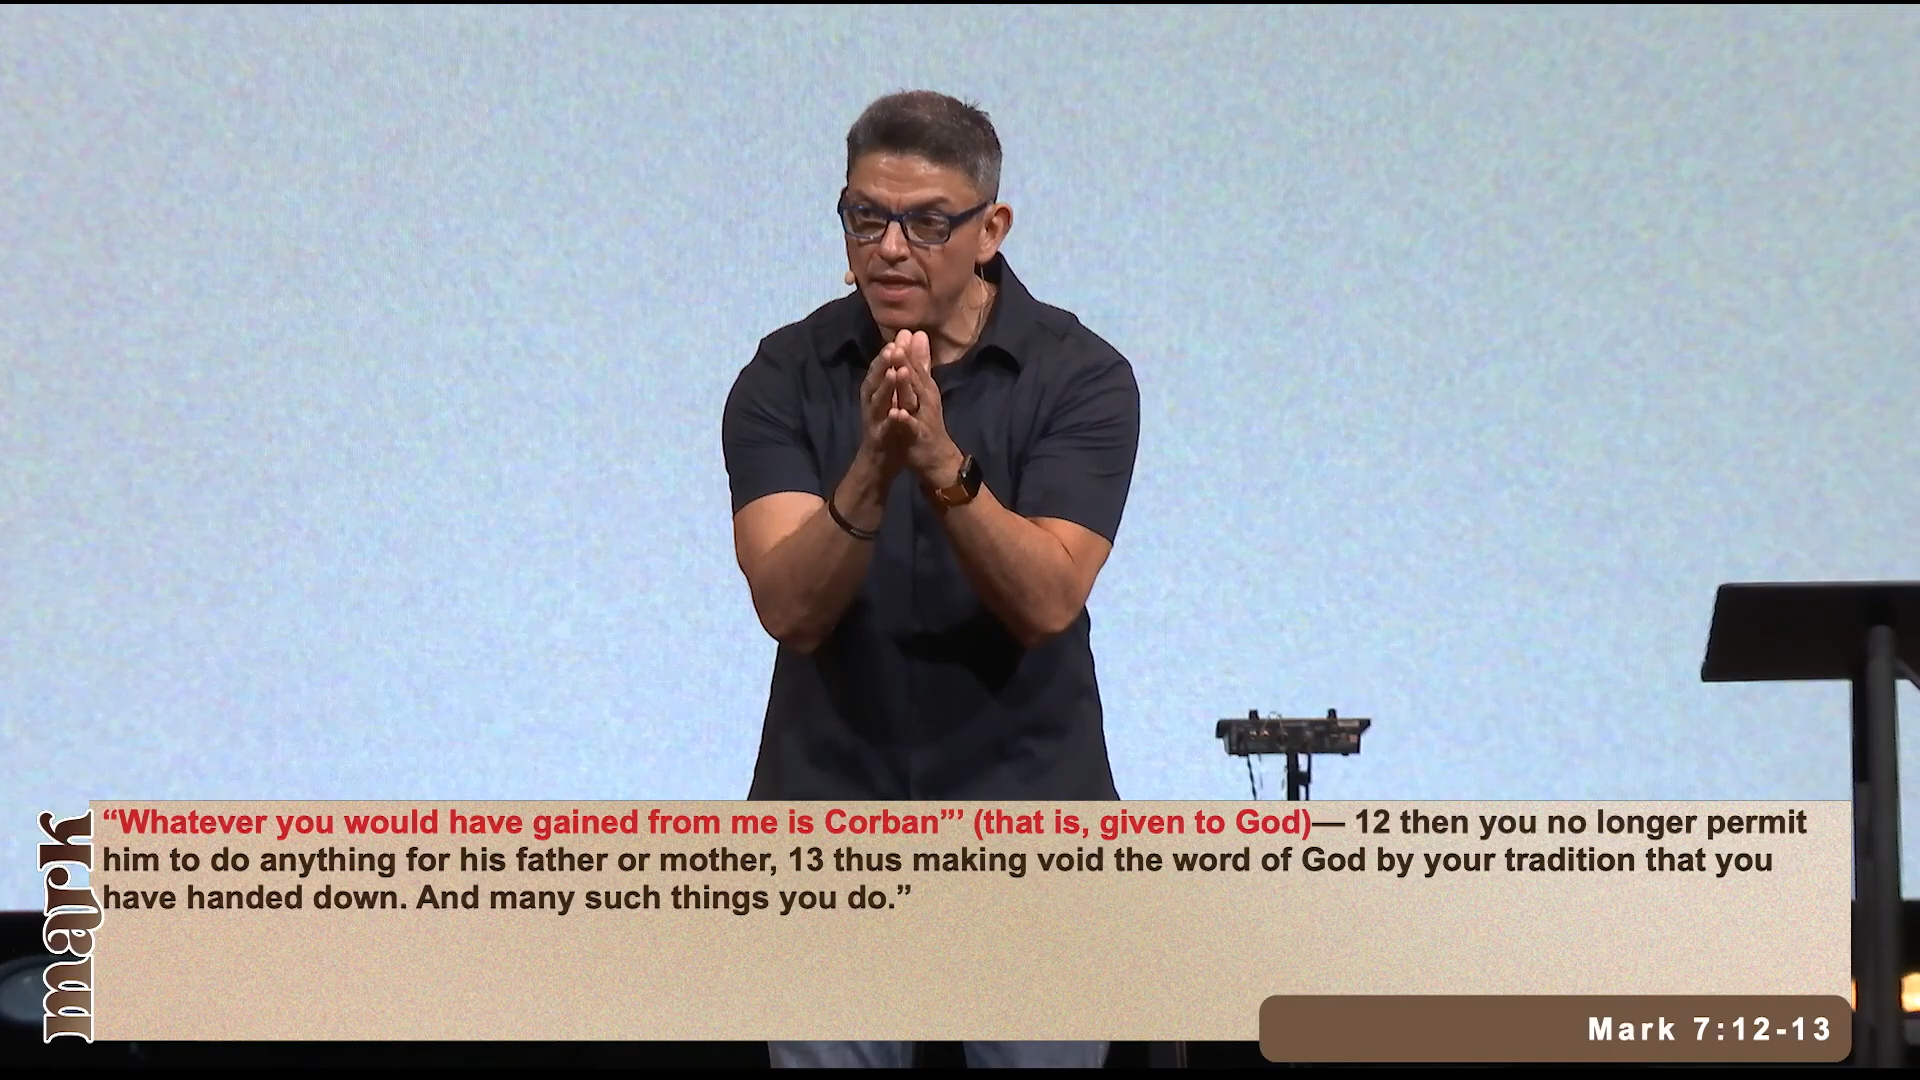 mark
“Whatever you would have gained from me is Corban”’ (that is, given to God)— 12 then you no longer permit
him to do anything for his father or mother, 13 thus making void the word of God by your tradition that you
have handed down. And many such things you do.”
Mark 7:12-13